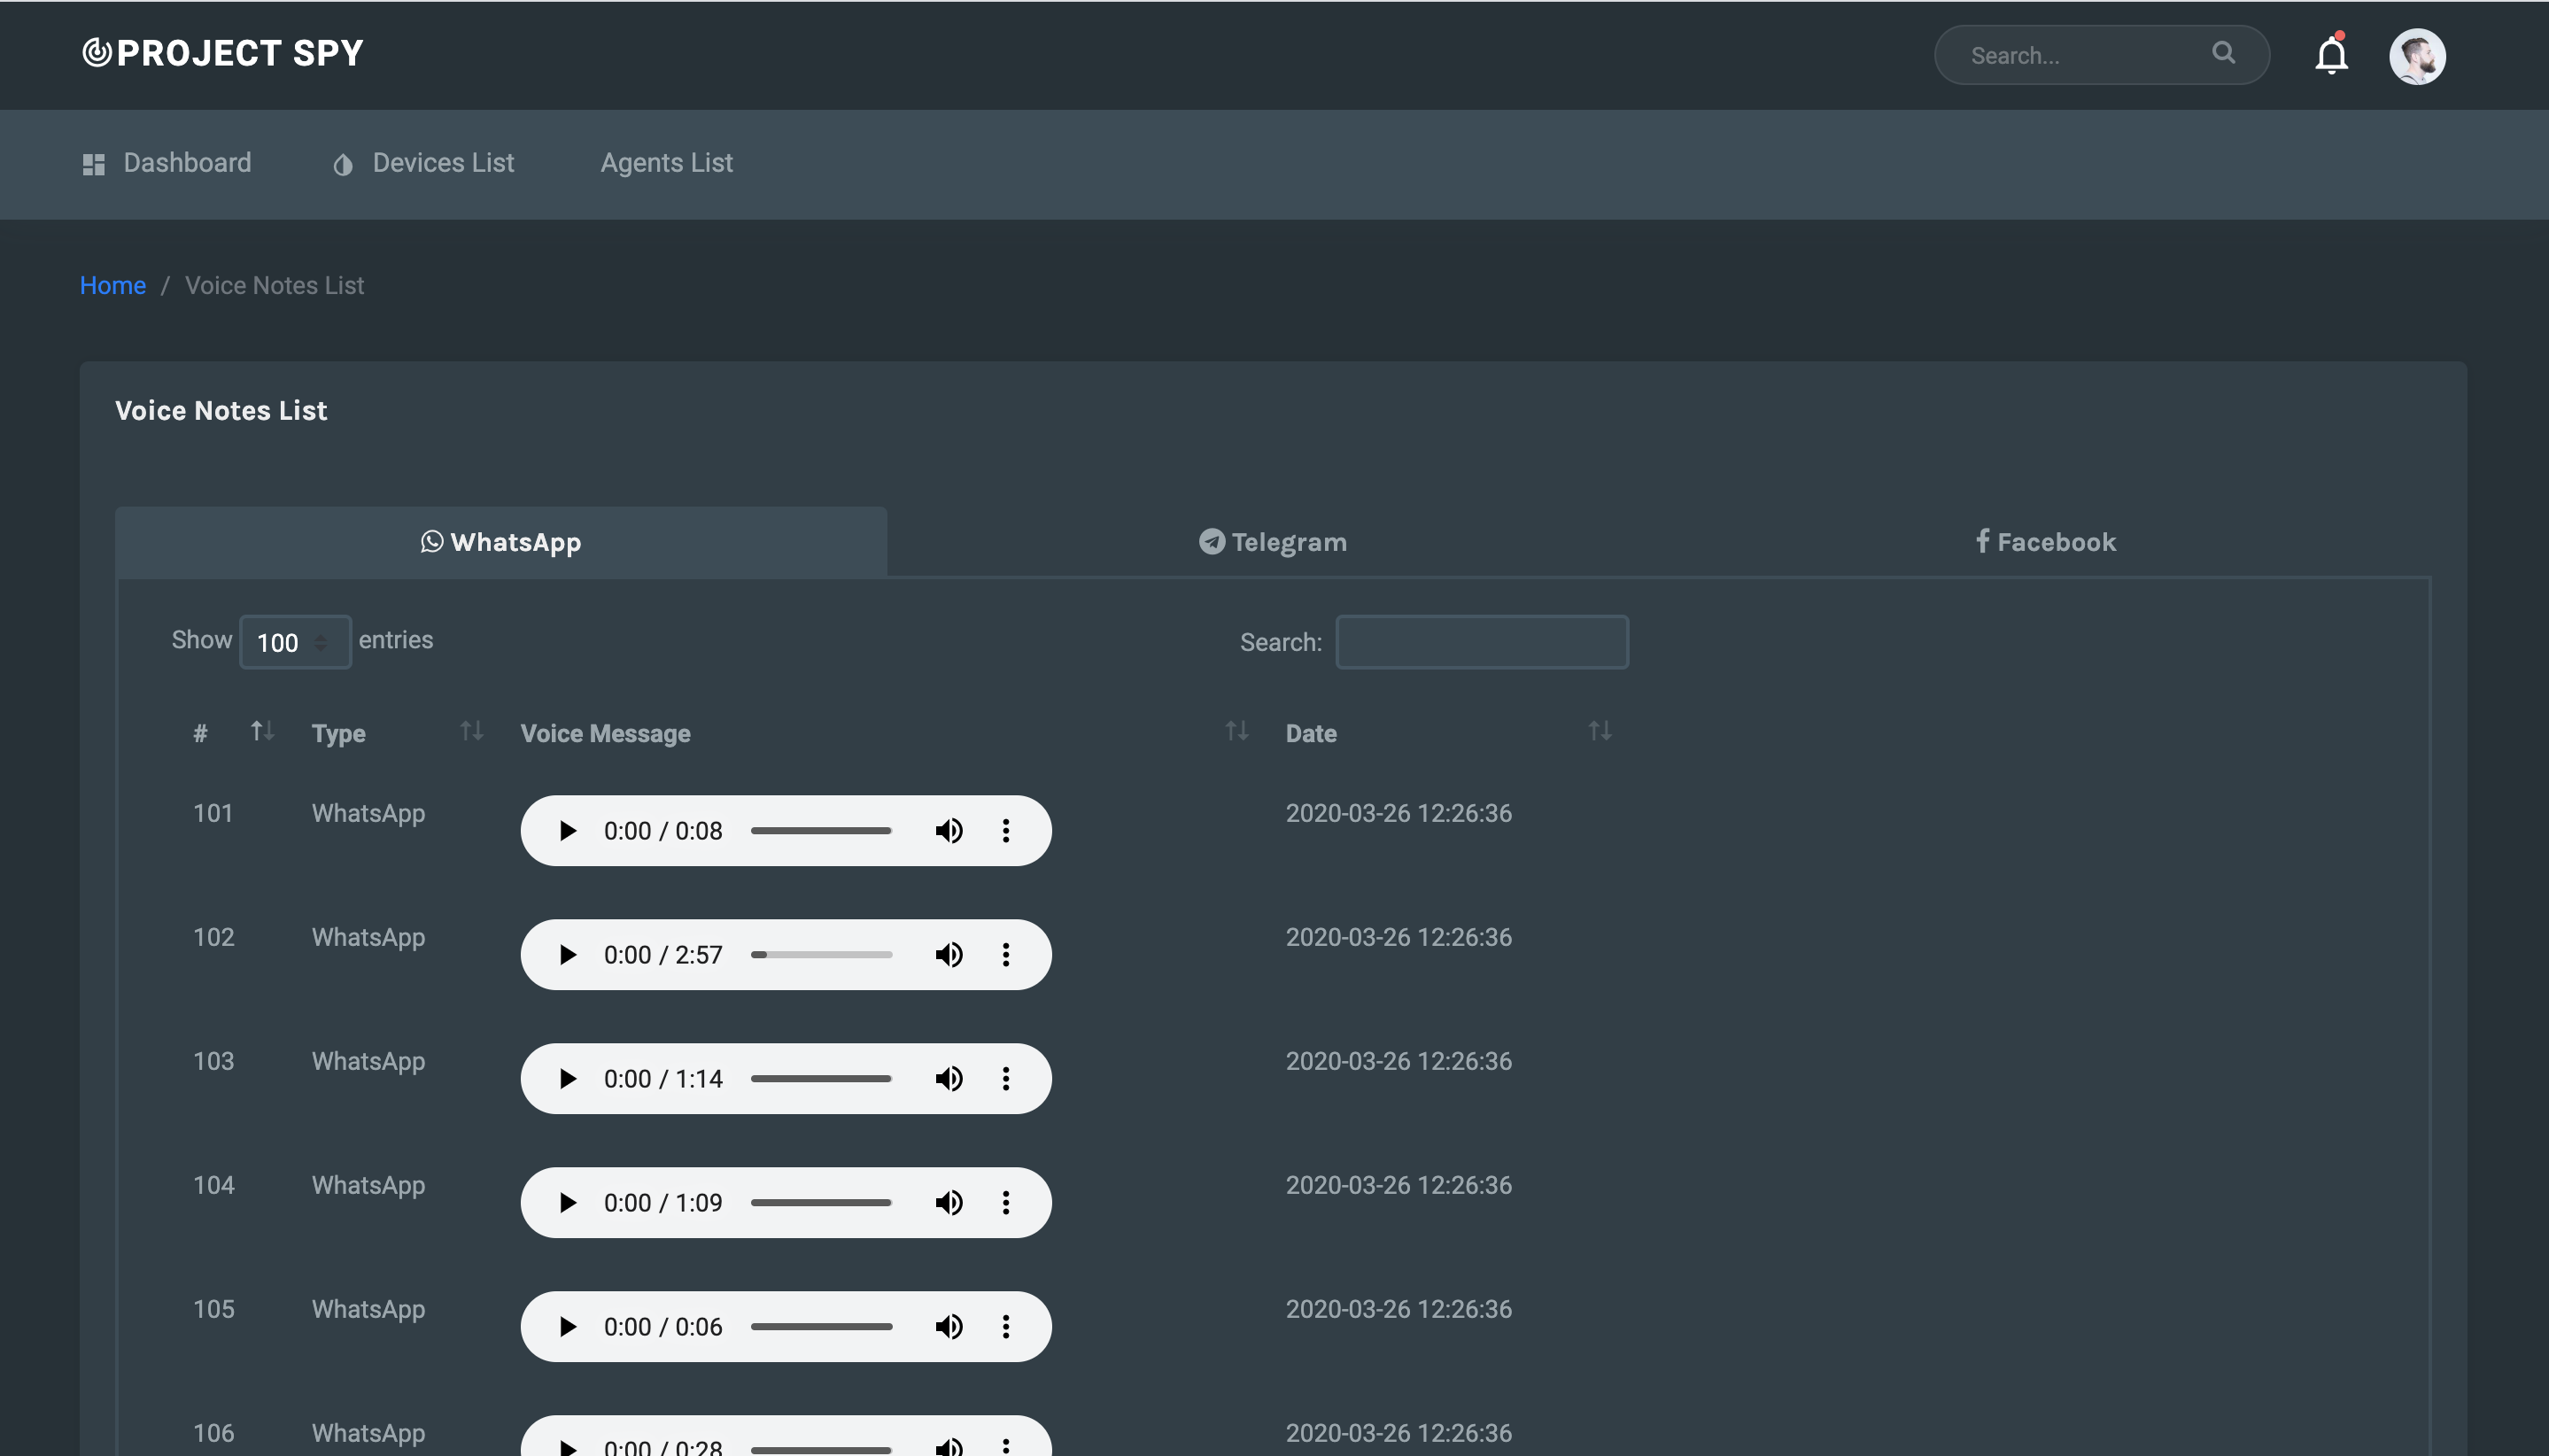 PROJECT SPY
Search...
Dashboard
Devices List
Agents List
Home / Voice Notes List
Voice Notes List
WhatsApp
Telegram
Facebook
Show 100 entries
Search:
# Type Voice Message Date
101 WhatsApp 0:00 / 0:08 2020-03-26 12:26:36
102 WhatsApp 0:00 / 2:57 2020-03-26 12:26:36
103 WhatsApp 0:00 / 1:14 2020-03-26 12:26:36
104 WhatsApp 0:00 / 1:09 2020-03-26 12:26:36
105 WhatsApp 0:00 / 0:06 2020-03-26 12:26:36
106 WhatsApp 0:00 / 0:28 2020-03-26 12:26:36